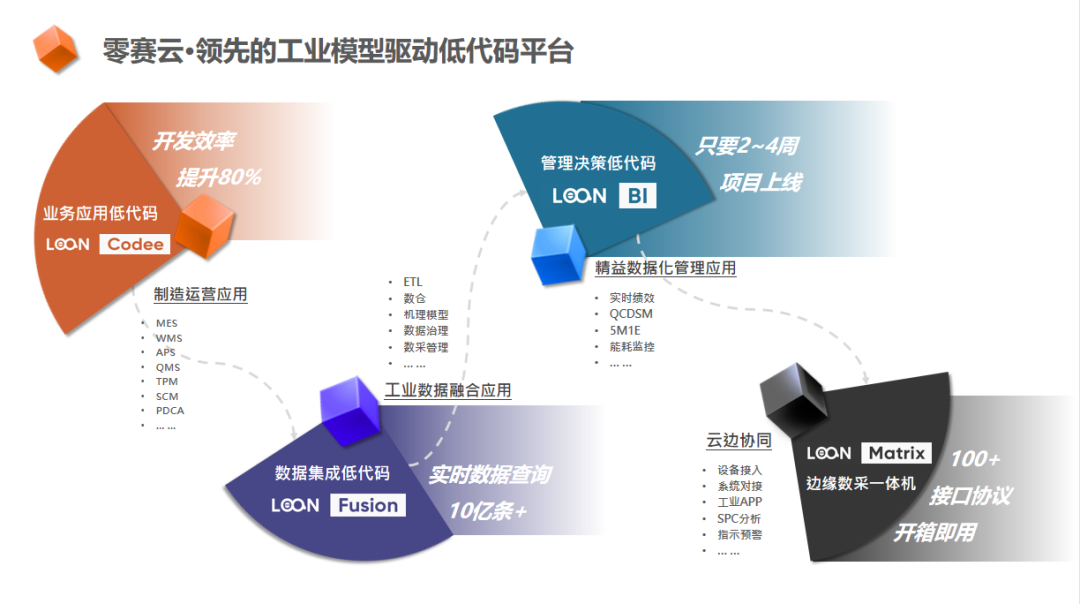 零赛云·领先的工业模型驱动低代码平台
开发效率
提升80%
业务应用低代码
LOON Codee
制造运营应用
• MES
• WMS
• APS
• QMS
• TPM
• SCM
• PDCA
• ... ...
• ETL
• 数仓
• 机理模型
• 数据治理
• 数采管理
• ... ...
工业数据融合应用
数据集成低代码
LOON Fusion
实时数据查询
10亿条+
管理决策低代码
LOON BI
只要2~4周
项目上线
精益数据化管理应用
• 实时绩效
• QCDSM
• 5M1E
• 能耗监控
• ... ...
云边协同
• 设备接入
• 系统对接
• 工业APP
• SPC分析
• 指示预警
• ... ...
LOON Matrix
边缘数采一体机
100+
接口协议
开箱即用